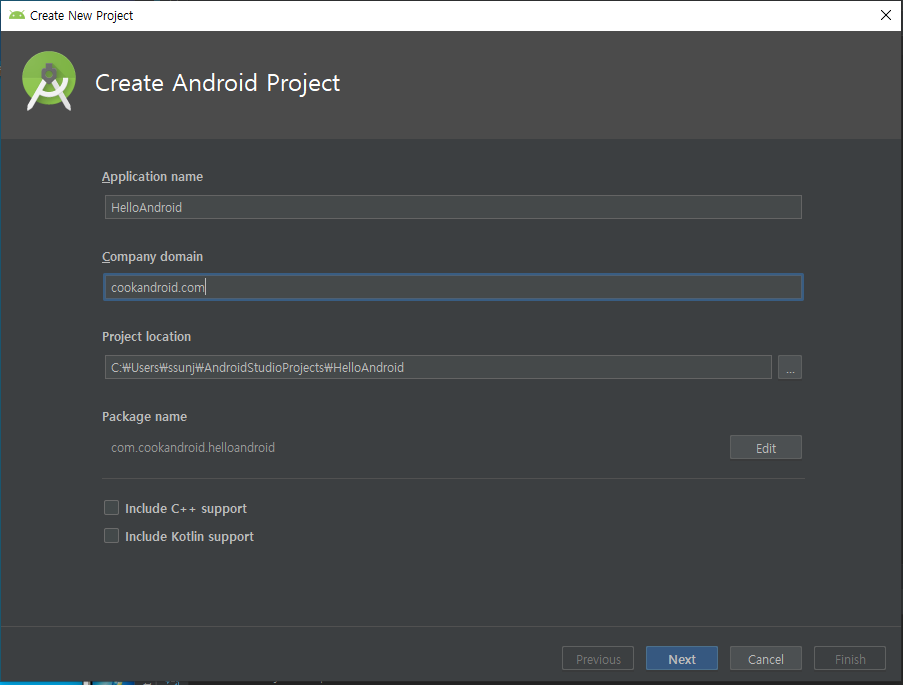 Create New Project
Create Android Project
Application name
HelloAndroid
Company domain
cookandroid.com
Project location
C:₩Users₩ssunj₩AndroidStudioProjects₩HelloAndroid
...
Package name
com.cookandroid.helloandroid
Edit
Include C++ support
Include Kotlin support
Previous Next Cancel Finish